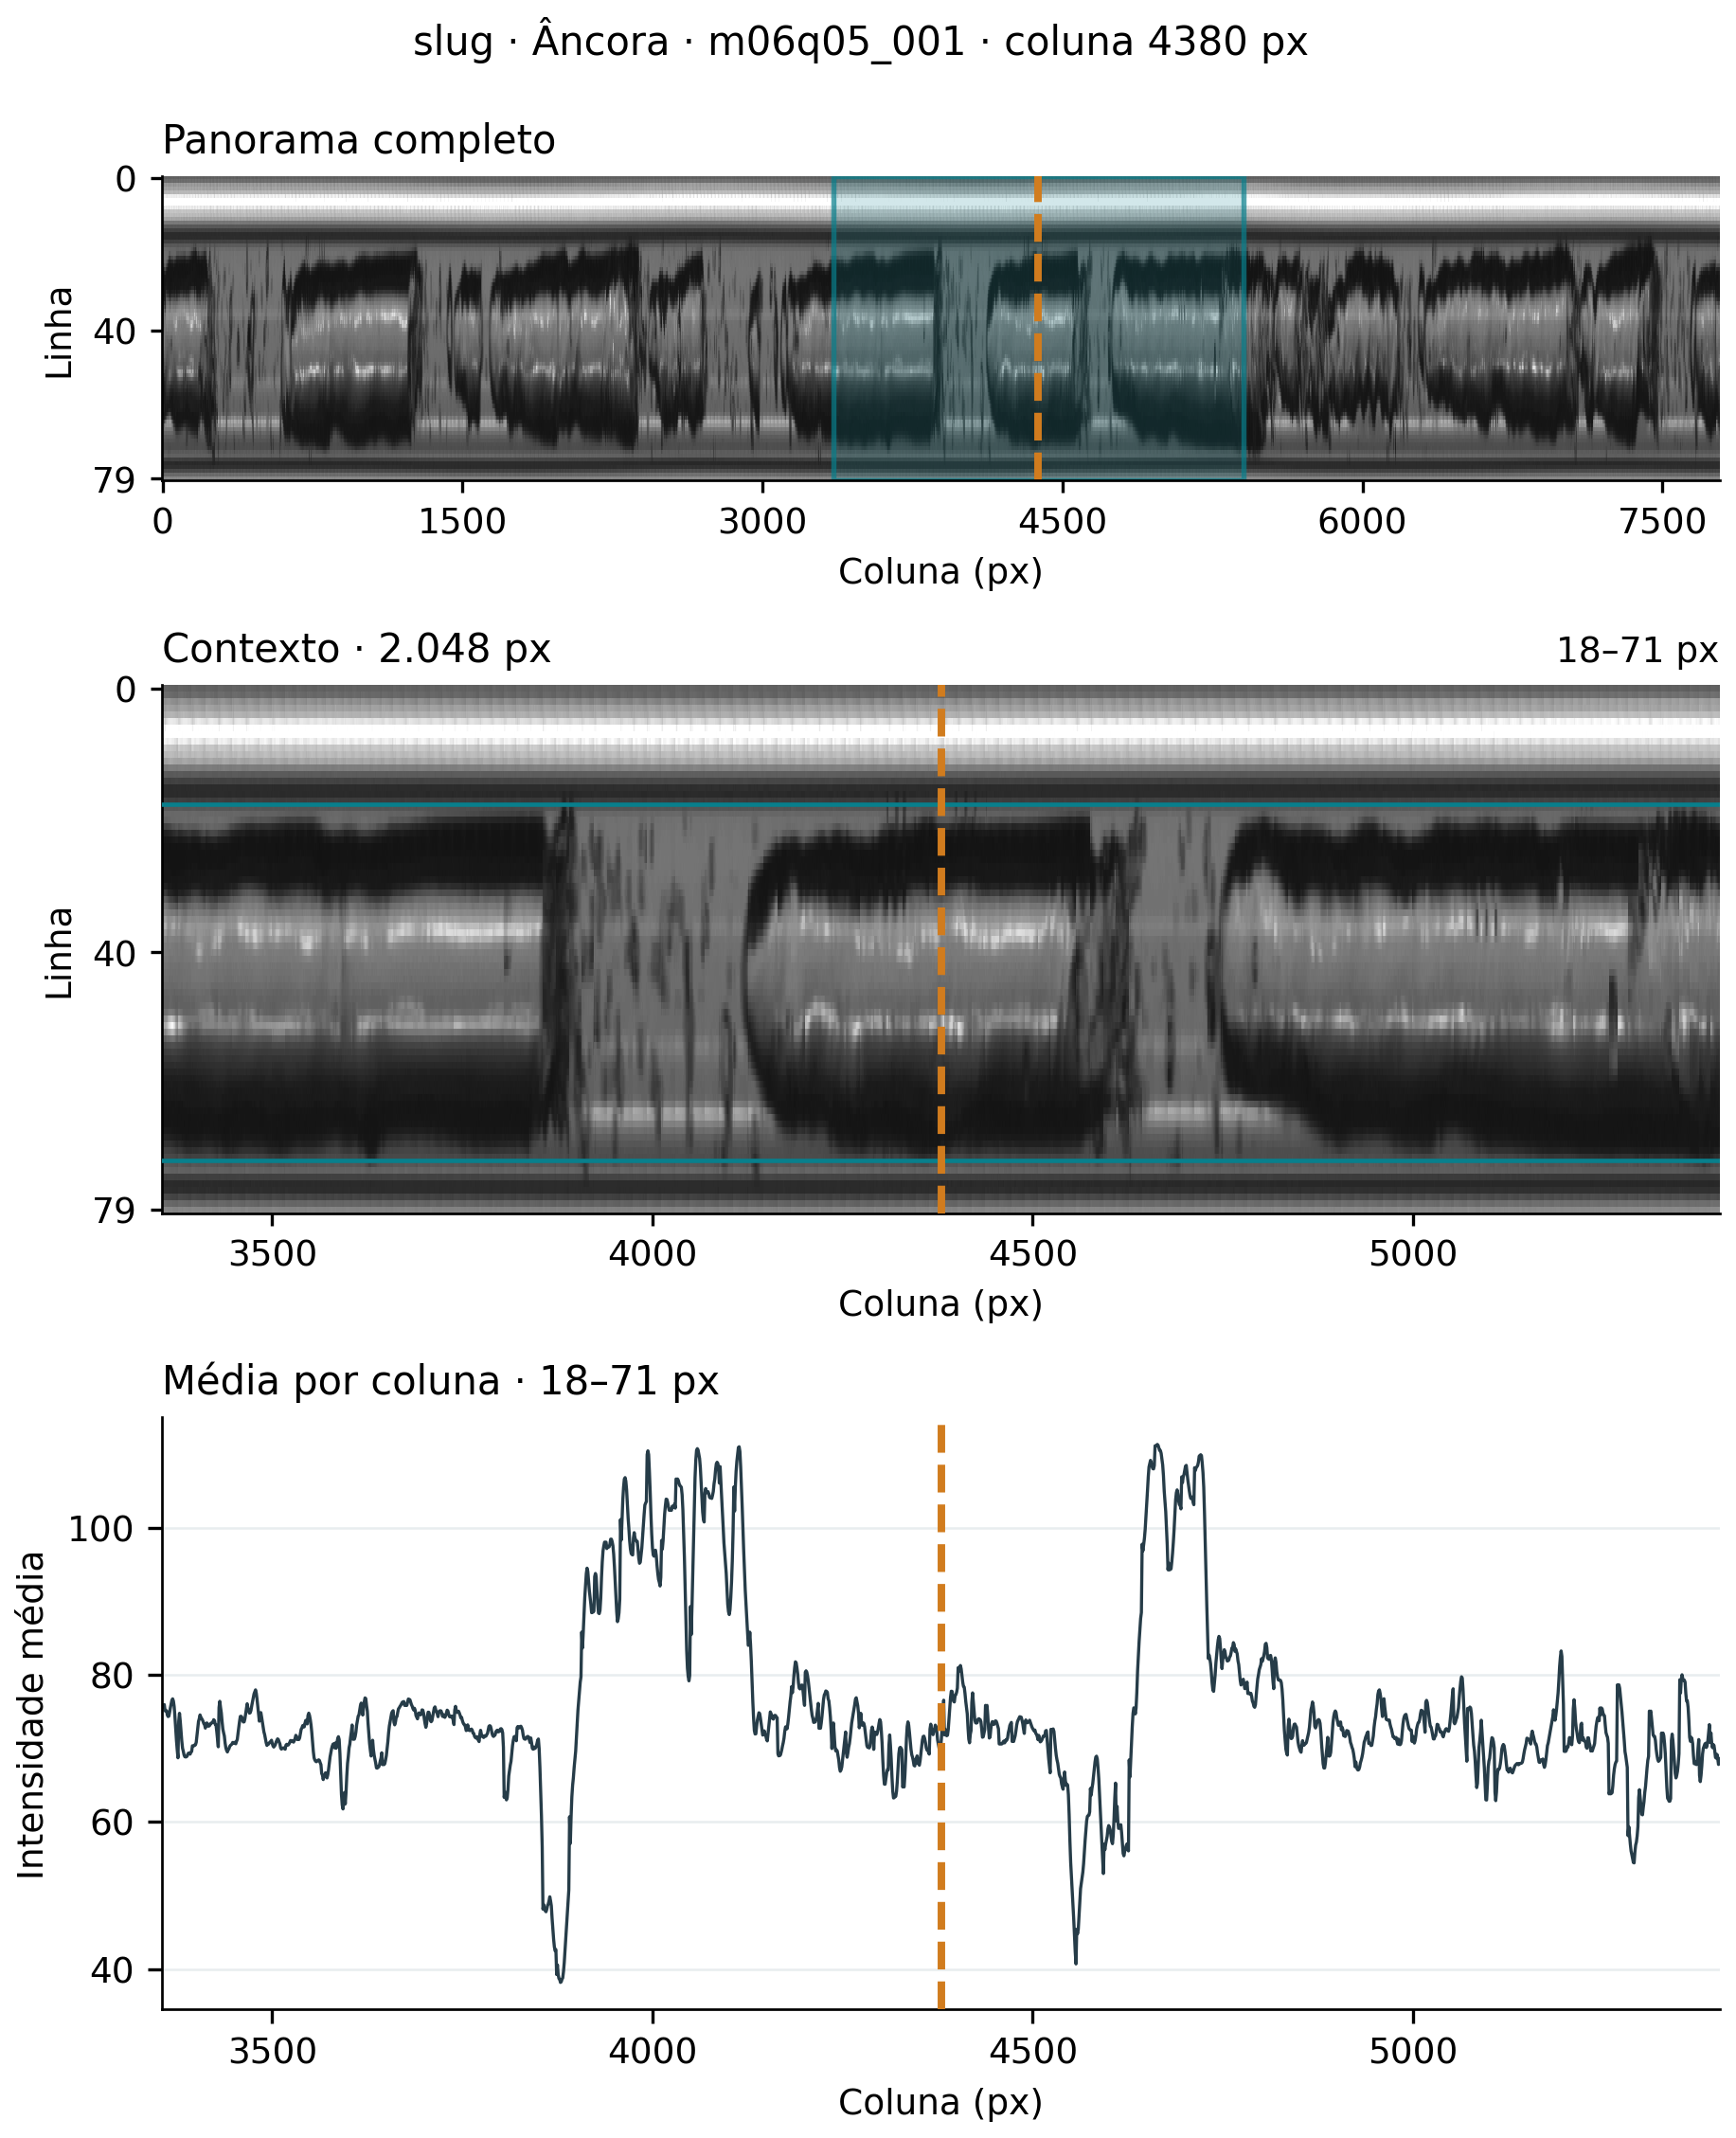 slug · Âncora · m06q05_001 · coluna 4380 px
Panorama completo
0
40
79
Linha
0 1500 3000 4500 6000 7500
Coluna (px)
Contexto · 2.048 px 18–71 px
0
40
79
Linha
3500 4000 4500 5000
Coluna (px)
Média por coluna · 18–71 px
100
80
60
40
Intensidade média
3500 4000 4500 5000
Coluna (px)